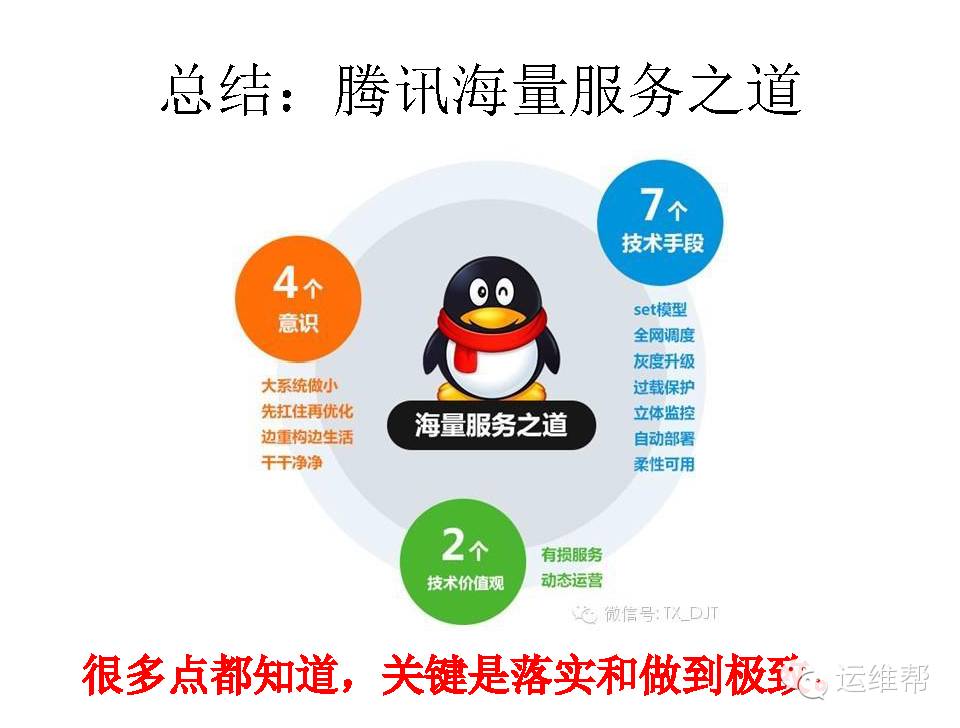 总结：腾讯海量服务之道
7个
技术手段
4个
意识
set模型
全网调度
灰度升级
过载保护
立体监控
自动部署
柔性可用
大系统做小
先扛住再优化
边重构边生活
干干净净
海量服务之道
2个
技术价值观
有损服务
动态运营
微信号: TX_DJT
很多点都知道，关键是落实和做到极致.
运维帮